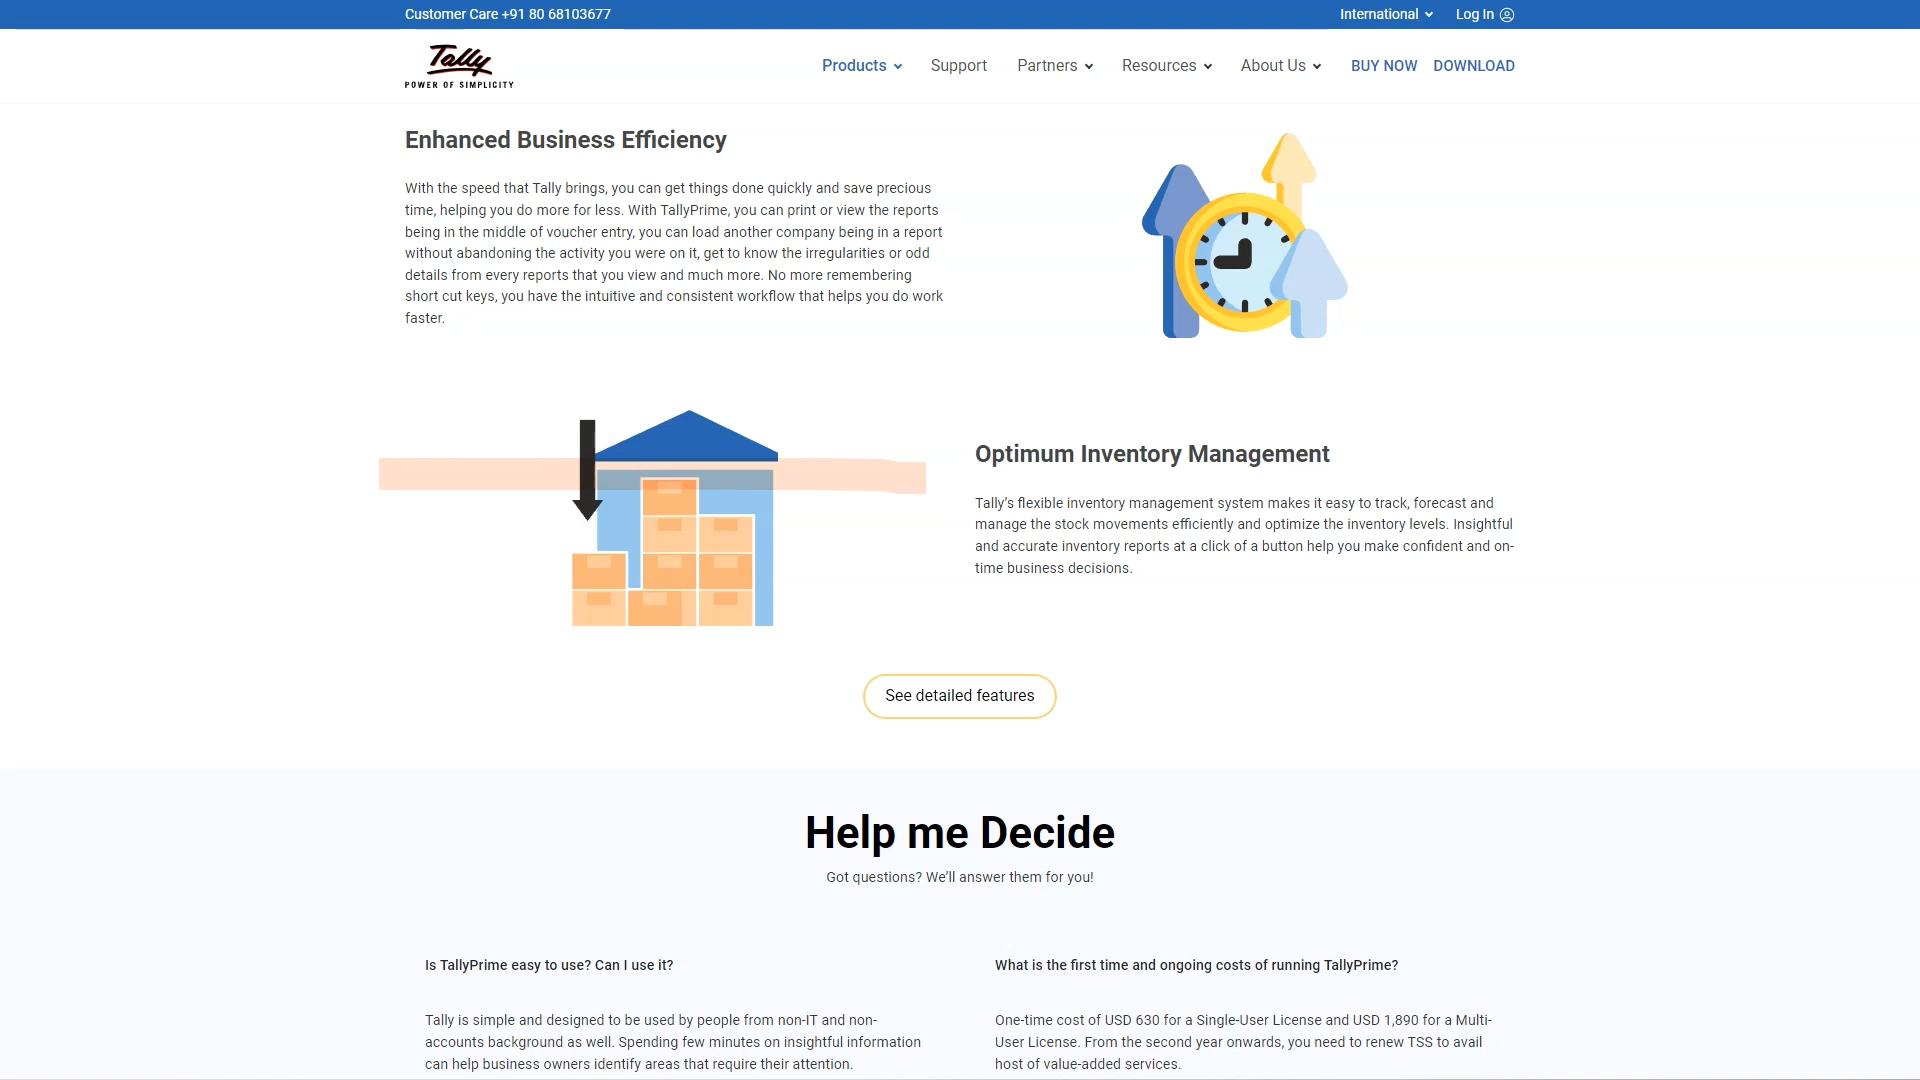 Customer Care +91 80 68103677
International
Log In
Tally
POWER OF SIMPLICITY
Products
Support
Partners
Resources
About Us
BUY NOW
DOWNLOAD
Enhanced Business Efficiency
With the speed that Tally brings, you can get things done quickly and save precious
time, helping you do more for less. With TallyPrime, you can print or view the reports
being in the middle of voucher entry, you can load another company being in a report
without abandoning the activity you were on it, get to know the irregularities or odd
details from every reports that you view and much more. No more remembering
short cut keys, you have the intuitive and consistent workflow that helps you do work
faster.
Optimum Inventory Management
Tally’s flexible inventory management system makes it easy to track, forecast and
manage the stock movements efficiently and optimize the inventory levels. Insightful
and accurate inventory reports at a click of a button help you make confident and on-
time business decisions.
See detailed features
Help me Decide
Got questions? We’ll answer them for you!
Is TallyPrime easy to use? Can I use it?
Tally is simple and designed to be used by people from non-IT and non-
accounts background as well. Spending few minutes on insightful information
can help business owners identify areas that require their attention.
What is the first time and ongoing costs of running TallyPrime?
One-time cost of USD 630 for a Single-User License and USD 1,890 for a Multi-
User License. From the second year onwards, you need to renew TSS to avail
host of value-added services.